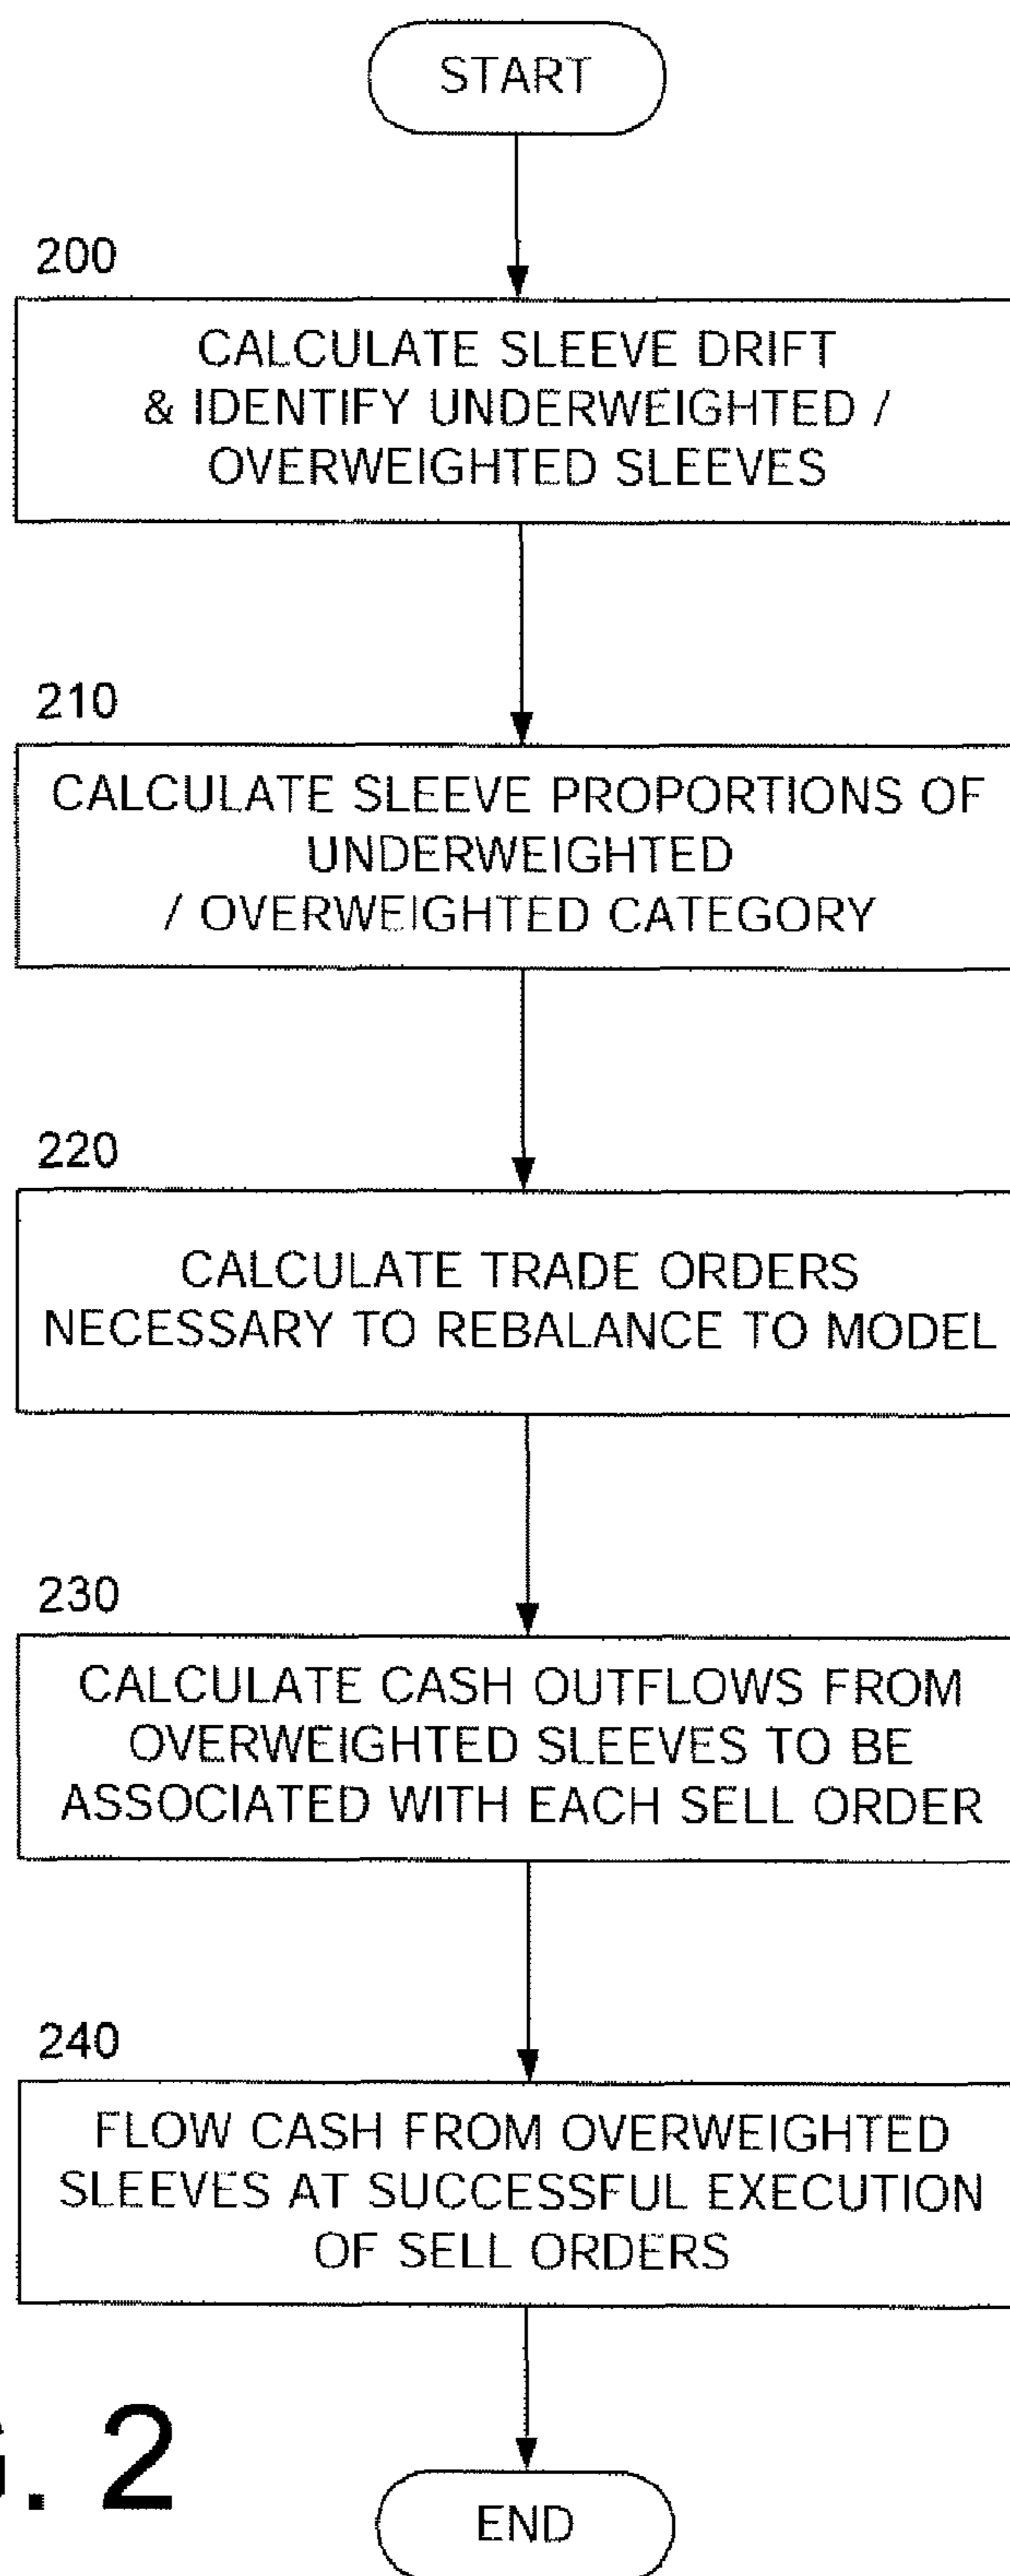 START
200
CALCULATE SLEEVE DRIFT
& IDENTIFY UNDERWEIGHTED /
OVERWEIGHTED SLEEVES
210
CALCULATE SLEEVE PROPORTIONS OF
UNDERWEIGHTED
/ OVERWEIGHTED CATEGORY
220
CALCULATE TRADE ORDERS
NECESSARY TO REBALANCE TO MODEL
230
CALCULATE CASH OUTFLOWS FROM
OVERWEIGHTED SLEEVES TO BE
ASSOCIATED WITH EACH SELL ORDER
240
FLOW CASH FROM OVERWEIGHTED
SLEEVES AT SUCCESSFUL EXECUTION
OF SELL ORDERS
G. 2
END